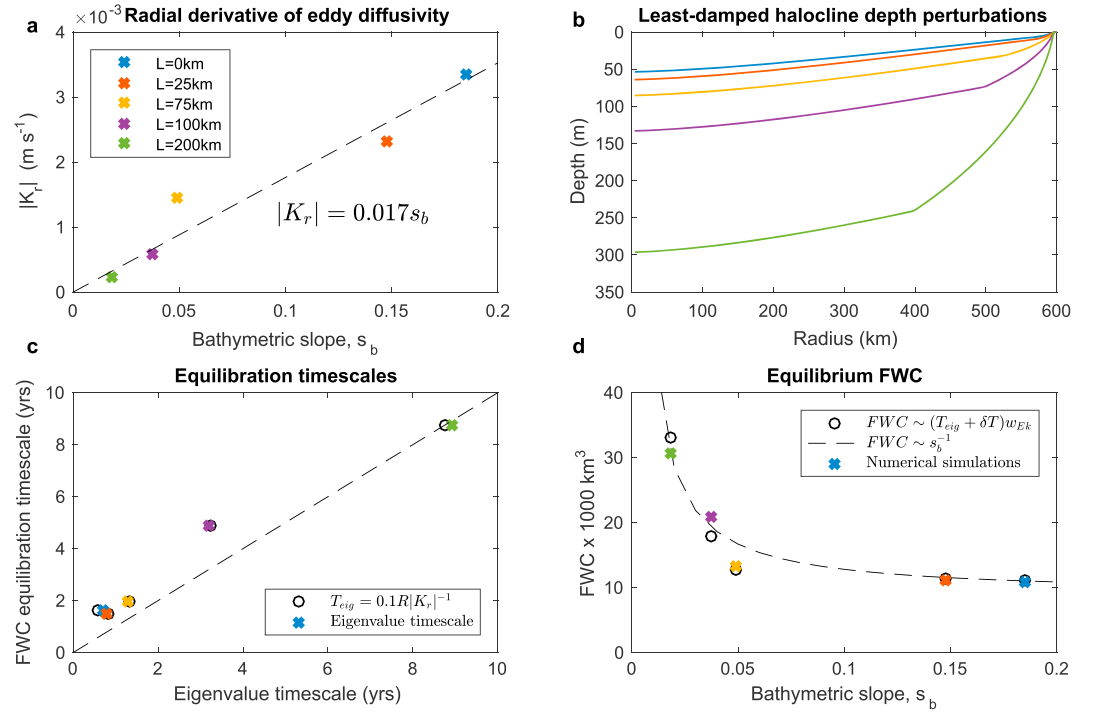 a
Radial derivative of eddy diffusivity
×10⁻³
4
3
2
1
0
|K_r| (m s⁻¹)
L=0km
L=25km
L=75km
L=100km
L=200km
|K_r| = 0.017s_b
0 0.05 0.1 0.15 0.2
Bathymetric slope, s_b
b
Least-damped halocline depth perturbations
0
50
100
150
200
250
300
350
Depth (m)
0 100 200 300 400 500 600
Radius (km)
c
Equilibration timescales
10
8
6
4
2
0
FWC equilibration timescale (yrs)
T_eig = 0.1R|K_r|⁻¹
Eigenvalue timescale
0 2 4 6 8 10
Eigenvalue timescale (yrs)
d
Equilibrium FWC
40
30
20
10
0
FWC x 1000 km³
FWC ∼ (T_eig + δT)w_Ek
FWC ∼ s_b⁻¹
Numerical simulations
0 0.05 0.1 0.15 0.2
Bathymetric slope, s_b